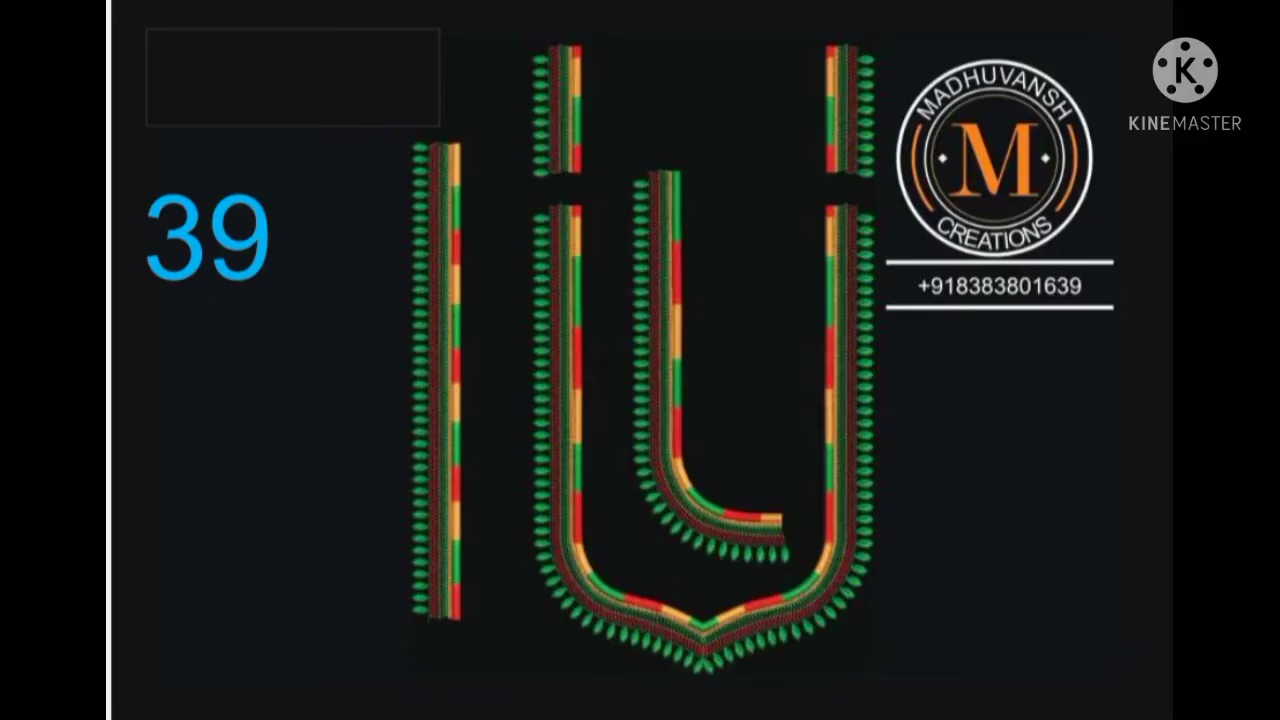 39
MADHUVANSH
M
CREATIONS
+918383801639
K
KINEMASTER